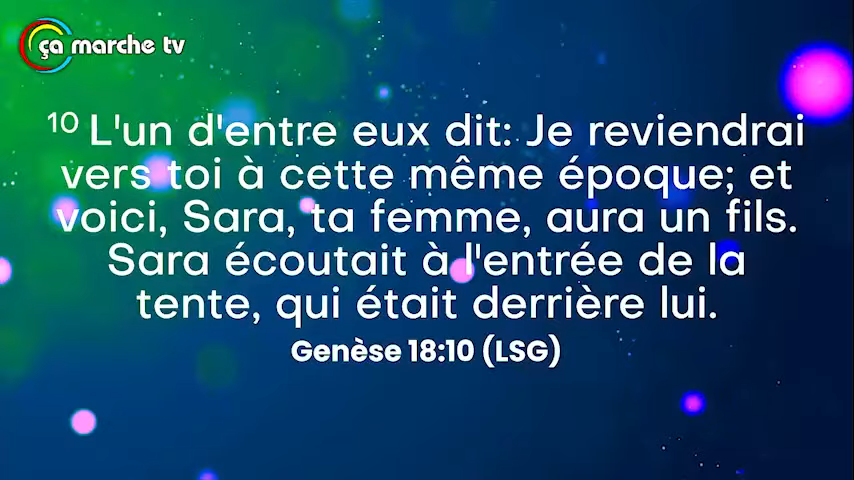 ça marche tv
10 L'un d'entre eux dit: Je reviendrai
vers toi à cette même époque; et
voici, Sara, ta femme, aura un fils.
Sara écoutait à l'entrée de la
tente, qui était derrière lui.
Genèse 18:10 (LSG)